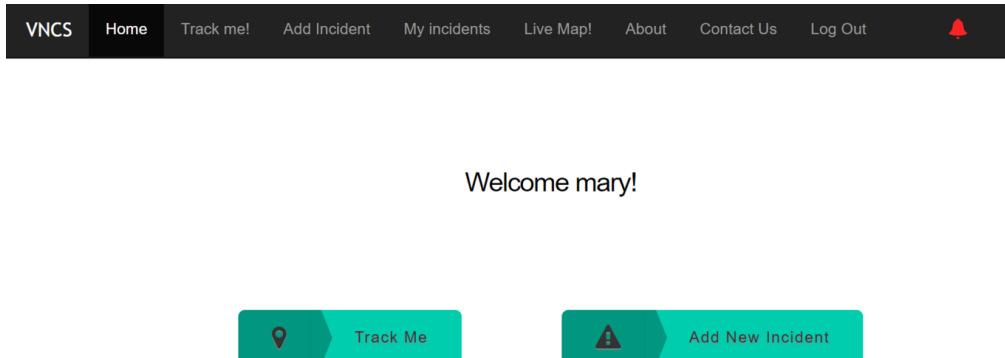 VNCS Home Track me! Add Incident My incidents Live Map! About Contact Us Log Out
Welcome mary!
Track Me Add New Incident